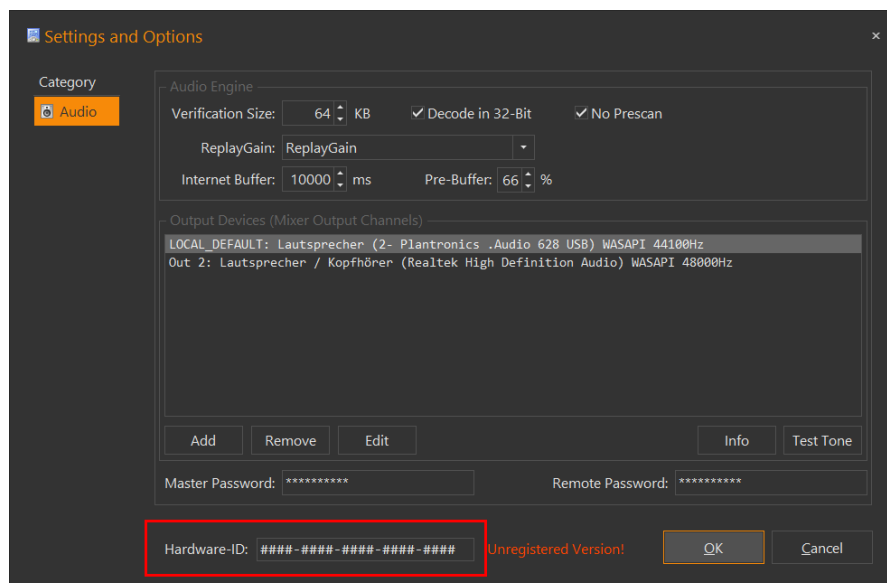 Settings and Options
Category
Audio
Audio Engine
Verification Size: 64 KB Decode in 32-Bit No Prescan
ReplayGain: ReplayGain
Internet Buffer: 10000 ms Pre-Buffer: 66 %
Output Devices (Mixer Output Channels)
LOCAL_DEFAULT: Lautsprecher (2- Plantronics .Audio 628 USB) WASAPI 44100Hz
Out 2: Lautsprecher / Kopfhörer (Realtek High Definition Audio) WASAPI 48000Hz
Add Remove Edit Info Test Tone
Master Password: ********** Remote Password: **********
Hardware-ID: ####-####-####-####-#### Unregistered Version! OK Cancel